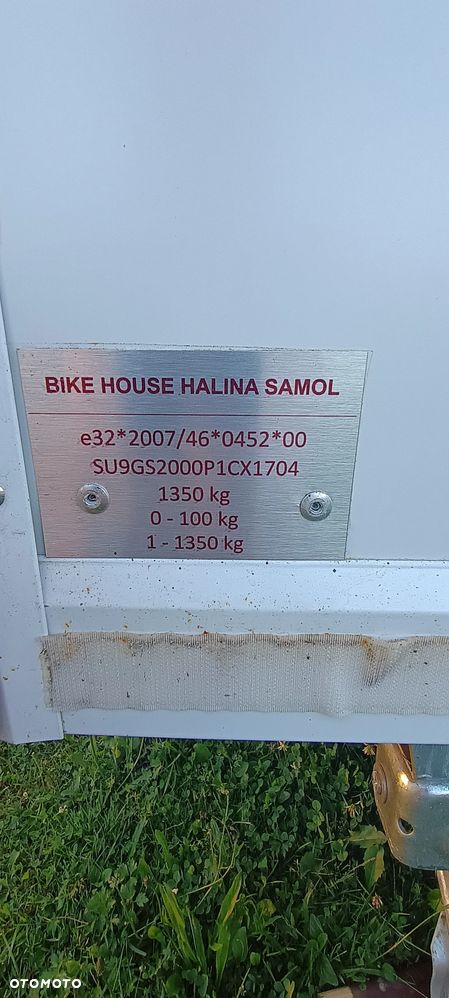 BIKE HOUSE HALINA SAMOL
e32*2007/46*0452*00
SU9GS2000P1CX1704
1350 kg
0 - 100 kg
1 - 1350 kg
OTOMOTO